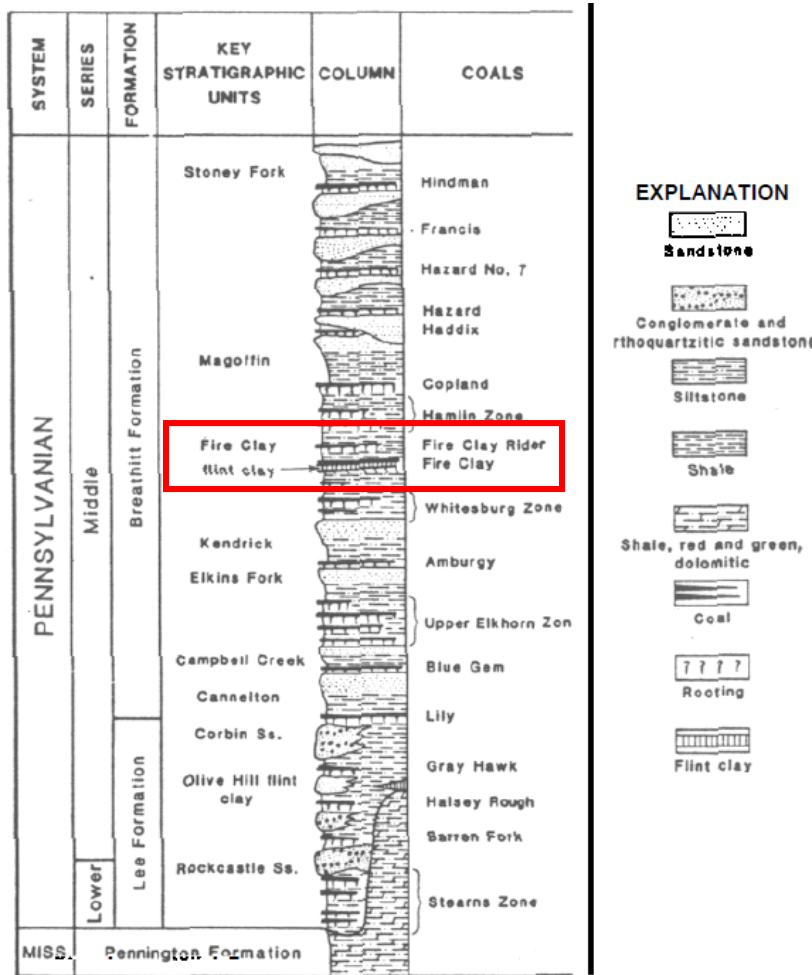 SYSTEM
SERIES
FORMATION
KEY
STRATIGRAPHIC
UNITS
COLUMN
COALS
PENNSYLVANIAN
Middle
Lower
Breathitt Formation
Lee Formation
Stoney Fork
Magoffin
Fire Clay
flint clay
Kendrick
Elkins Fork
Campbell Creek
Cannelton
Corbin Ss.
Olive Hill flint
clay
Rockcastle Ss.
Hindman
Francis
Hazard No. 7
Hazard
Haddix
Copland
Hamlin Zone
Fire Clay Rider
Fire Clay
Whitesburg Zone
Amburgy
Upper Elkhorn Zon
Blue Gem
Lily
Gray Hawk
Halsey Rough
Barren Fork
Stearns Zone
MISS. Pennington Formation
EXPLANATION
Sandstone
Conglomerate and
rthoquartzitic sandstone
Siltstone
Shale
Shale, red and green,
dolomitic
Coal
? ? ? ?
Rooting
Flint clay